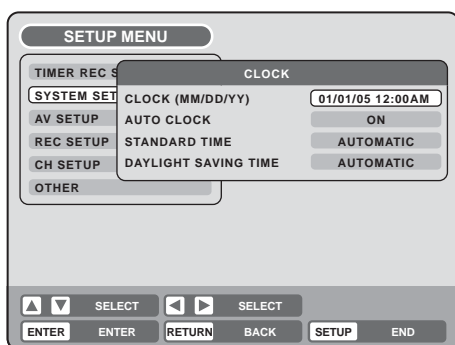 SETUP MENU
TIMER REC S
SYSTEM SET
AV SETUP
REC SETUP
CH SETUP
OTHER
CLOCK
CLOCK (MM/DD/YY) 01/01/05 12:00AM
AUTO CLOCK ON
STANDARD TIME AUTOMATIC
DAYLIGHT SAVING TIME AUTOMATIC
SELECT SELECT
ENTER ENTER RETURN BACK SETUP END